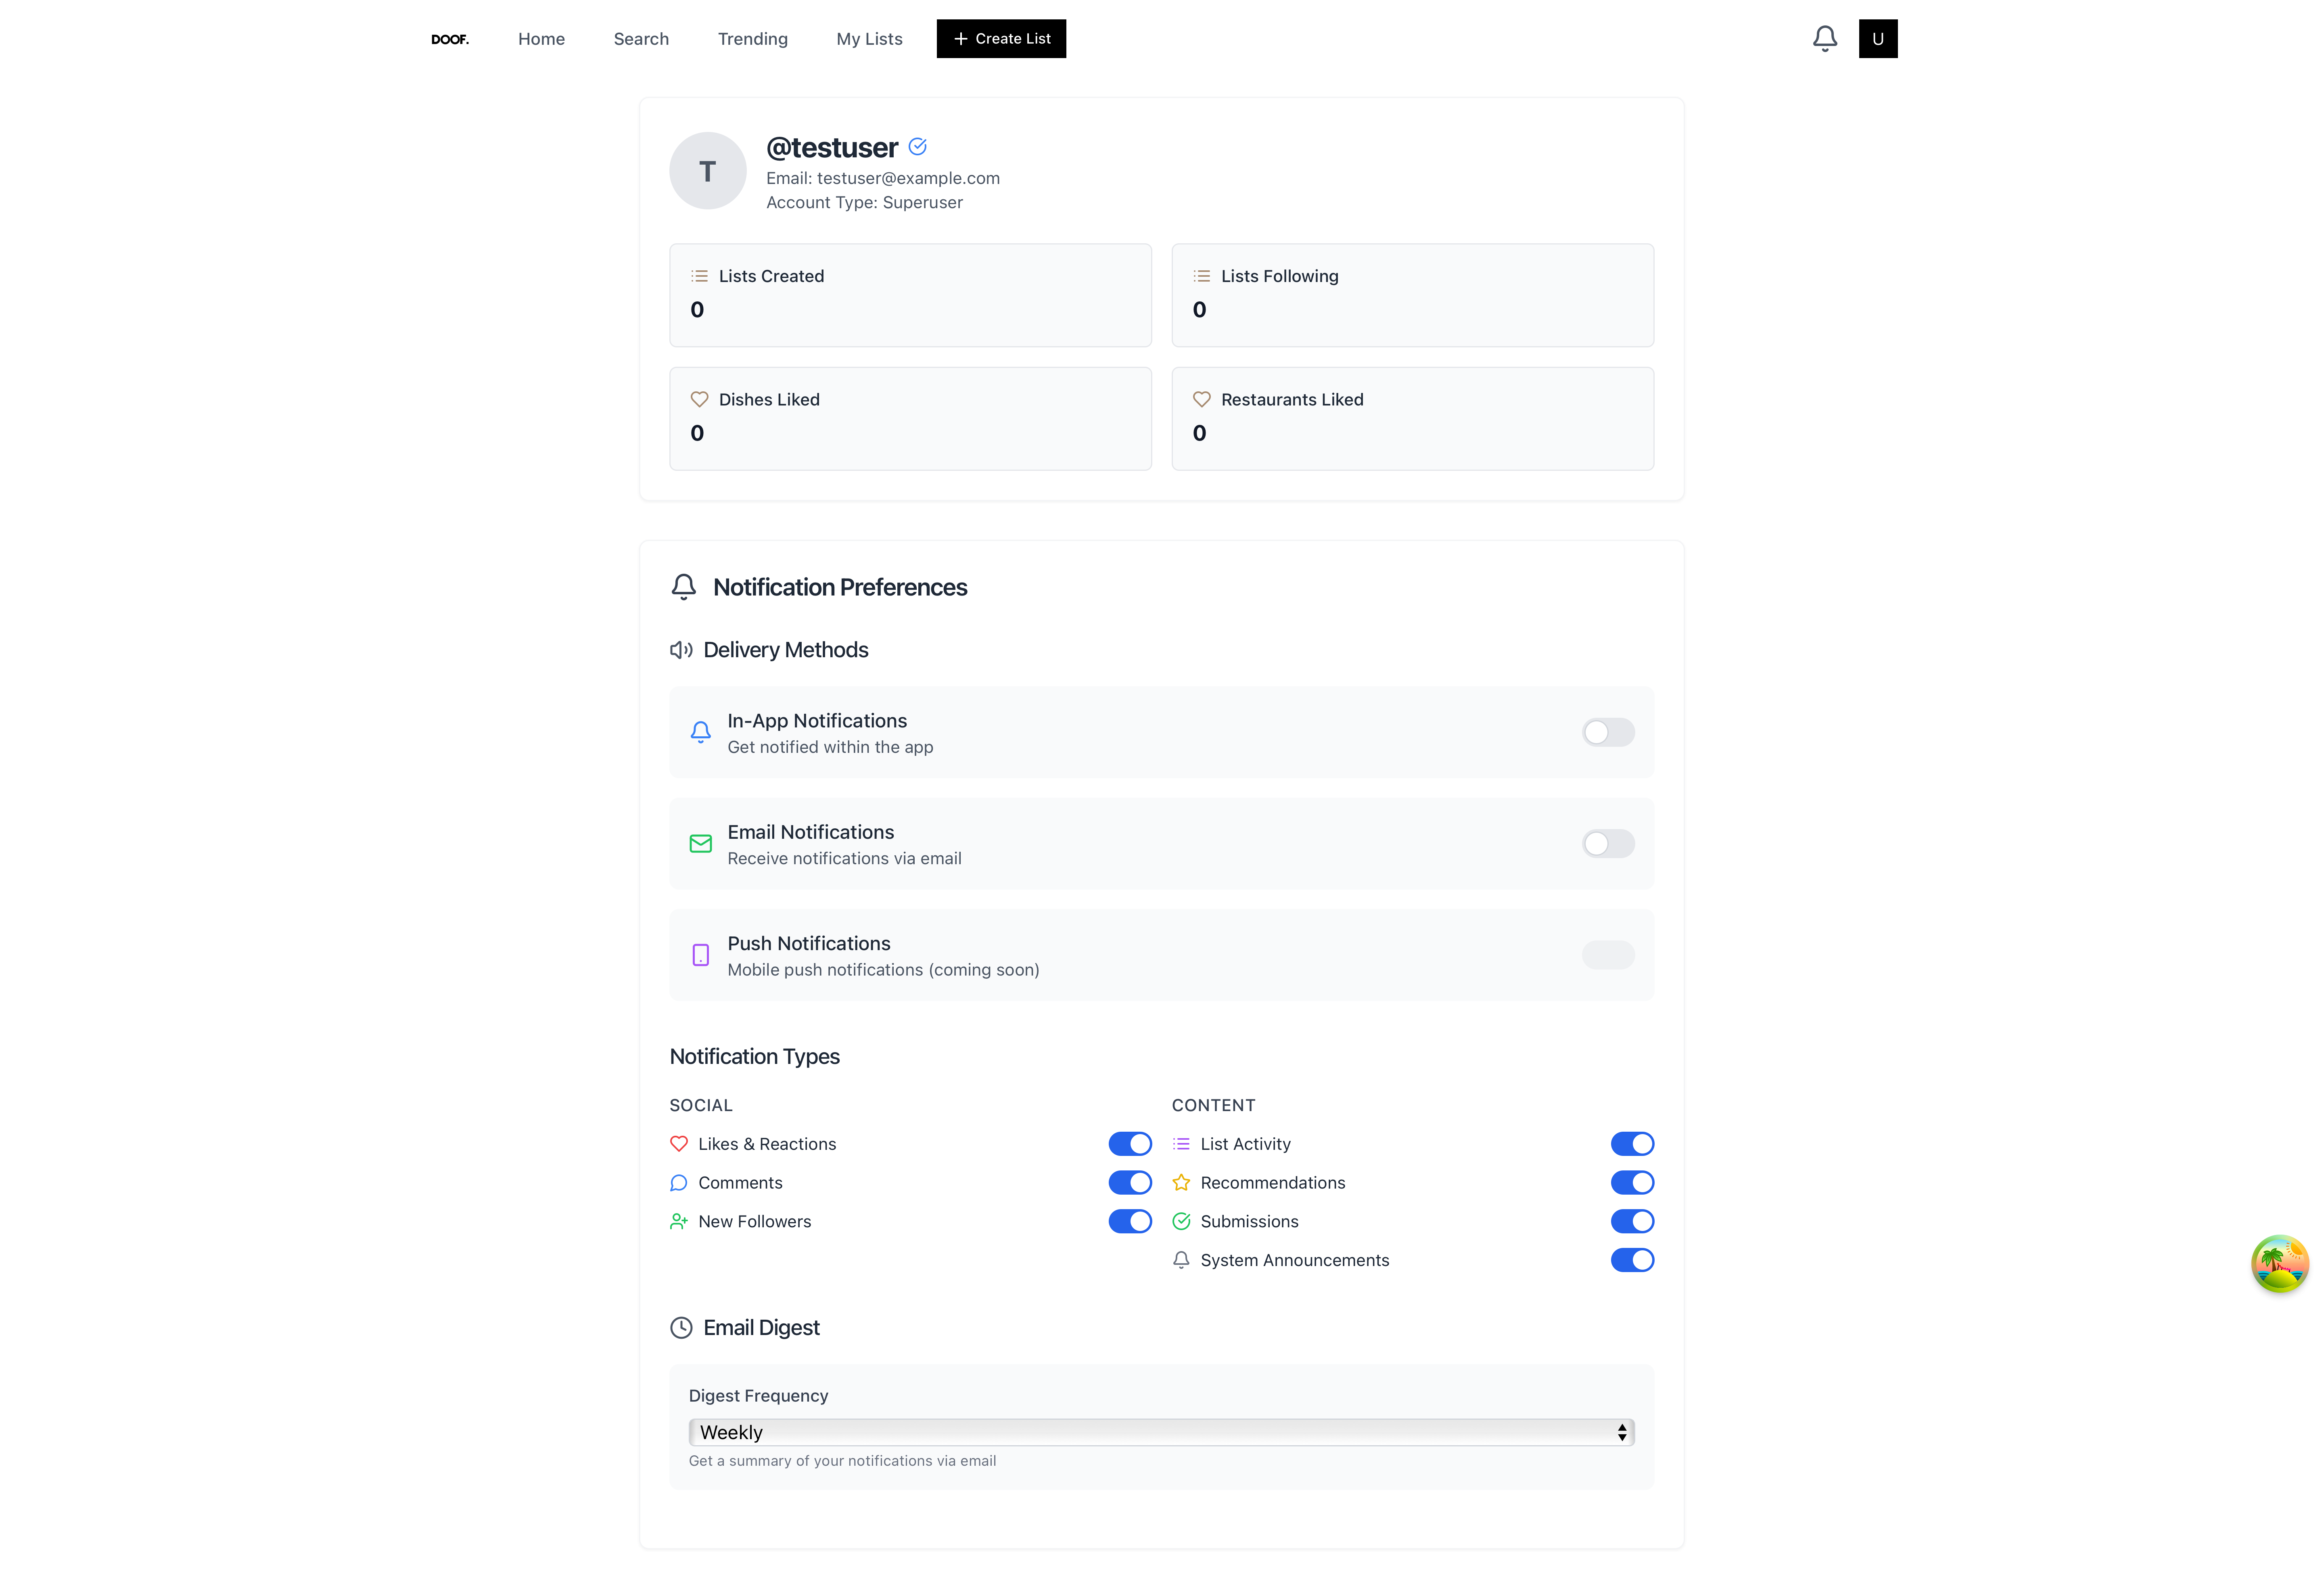 DOOF.
Home
Search
Trending
My Lists
+ Create List
U
T
@testuser
Email: testuser@example.com
Account Type: Superuser
Lists Created
0
Lists Following
0
Dishes Liked
0
Restaurants Liked
0
Notification Preferences
Delivery Methods
In-App Notifications
Get notified within the app
Email Notifications
Receive notifications via email
Push Notifications
Mobile push notifications (coming soon)
Notification Types
SOCIAL
Likes & Reactions
Comments
New Followers
CONTENT
List Activity
Recommendations
Submissions
System Announcements
Email Digest
Digest Frequency
Weekly
Get a summary of your notifications via email